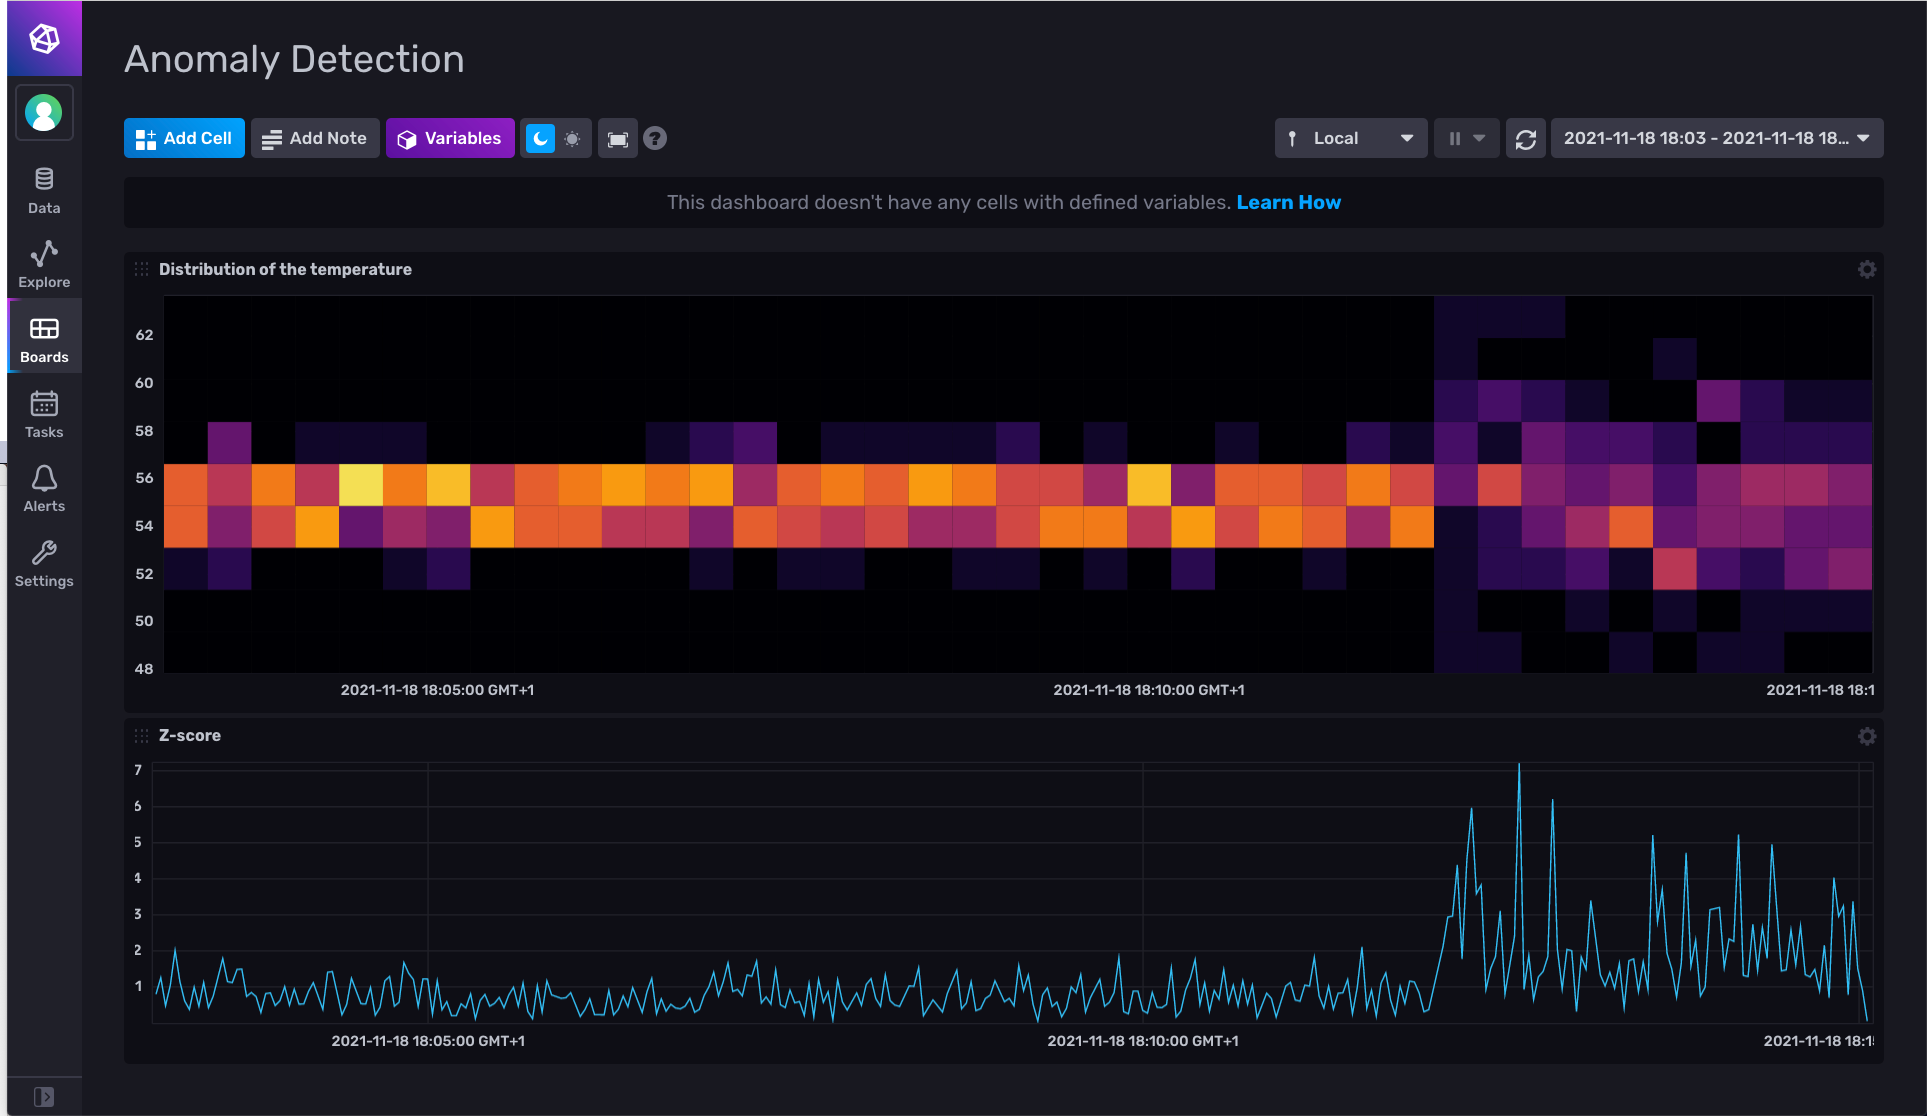 Anomaly Detection
Add Cell
Add Note
Variables
?
Local
2021-11-18 18:03 - 2021-11-18 18...
This dashboard doesn't have any cells with defined variables. Learn How
Data
Explore
Boards
Tasks
Alerts
Settings
Distribution of the temperature
62
60
58
56
54
52
50
48
2021-11-18 18:05:00 GMT+1
2021-11-18 18:10:00 GMT+1
2021-11-18 18:1
Z-score
7
6
5
4
3
2
1
2021-11-18 18:05:00 GMT+1
2021-11-18 18:10:00 GMT+1
2021-11-18 18:1